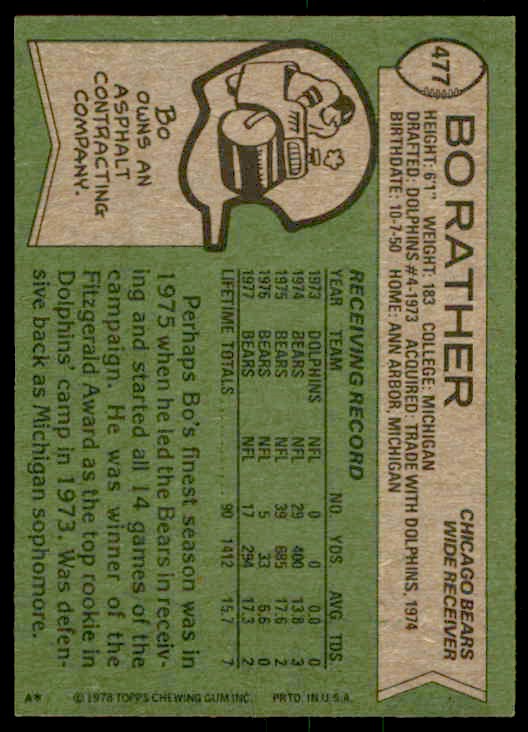 477
BO RATHER
CHICAGO BEARS
WIDE RECEIVER
HEIGHT: 6'1" WEIGHT: 183 COLLEGE: MICHIGAN
DRAFTED: DOLPHINS #4-1973 ACQUIRED: TRADE WITH DOLPHINS, 1974
BIRTHDATE: 10-7-50 HOME: ANN ARBOR, MICHIGAN
BO
OWNS AN
ASPHALT
CONTRACTING
COMPANY.
RECEIVING RECORD
YEAR TEAM NO. YDS. AVG. TDS.
1973 DOLPHINS NFL 0 0 0.0 0
1974 BEARS NFL 29 400 13.8 3
1975 BEARS NFL 39 685 17.6 2
1976 BEARS NFL 5 33 6.6 0
1977 BEARS NFL 17 294 17.3 2
LIFETIME TOTALS........ 90 1412 15.7 7
Perhaps Bo's finest season was in
1975 when he led the Bears in receiv-
ing and started all 14 games of the
campaign. He was winner of the
Fitzgerald Award as the top rookie in
Dolphins' camp in 1973. Was defen-
sive back as Michigan sophomore.
A* © 1978 TOPPS CHEWING GUM INC. PRTD. IN U.S.A.